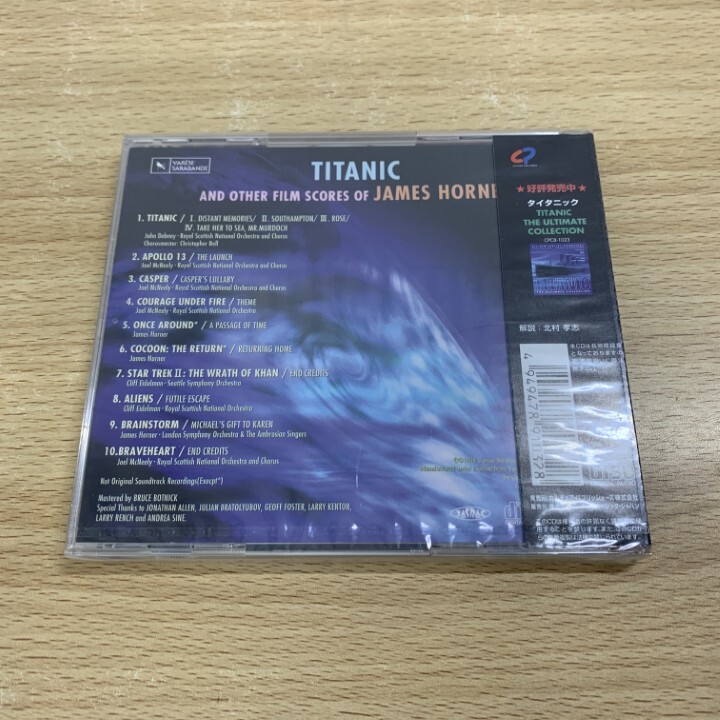 VARÈSE
SARABANDE
TITANIC
AND OTHER FILM SCORES OF JAMES HORNE
1. TITANIC / I. DISTANT MEMORIES/ II. SOUTHAMPTON/ III. ROSE/
IV. TAKE HER TO SEA, MR.MURDOCH
John Debney · Royal Scottish National Orchestra and Chorus
Chorusmaster: Christopher Bell
2. APOLLO 13 / THE LAUNCH
Joel McNeely · Royal Scottish National Orchestra and Chorus
3. CASPER / CASPER'S LULLABY
Joel McNeely · Royal Scottish National Orchestra and Chorus
4. COURAGE UNDER FIRE / THEME
Joel McNeely · Royal Scottish National Orchestra
5. ONCE AROUND* / A PASSAGE OF TIME
James Horner
6. COCOON: THE RETURN* / RETURNING HOME
James Horner
7. STAR TREK II: THE WRATH OF KHAN / END CREDITS
Cliff Eidelman · Seattle Symphony Orchestra
8. ALIENS / FUTILE ESCAPE
Cliff Eidelman · Royal Scottish National Orchestra
9. BRAINSTORM / MICHAEL'S GIFT TO KAREN
James Horner · London Symphony Orchestra & The Ambrosian Singers
10.BRAVEHEART / END CREDITS
Joel McNeely · Royal Scottish National Orchestra and Chorus
Not Original Soundtrack Recordings(Except*)
Mastered by BRUCE BOTNICK
Special Thanks to JONATHAN ALLEN, JULIAN BRATOLYUBOV, GEOFF FOSTER, LARRY KENTOR,
LARRY RENCH and ANDREA SINE.
JASRAC
★好評発売中★
タイタニック
TITANIC
THE ULTIMATE
COLLECTION
CPC8-1023
解説：北村 孝志